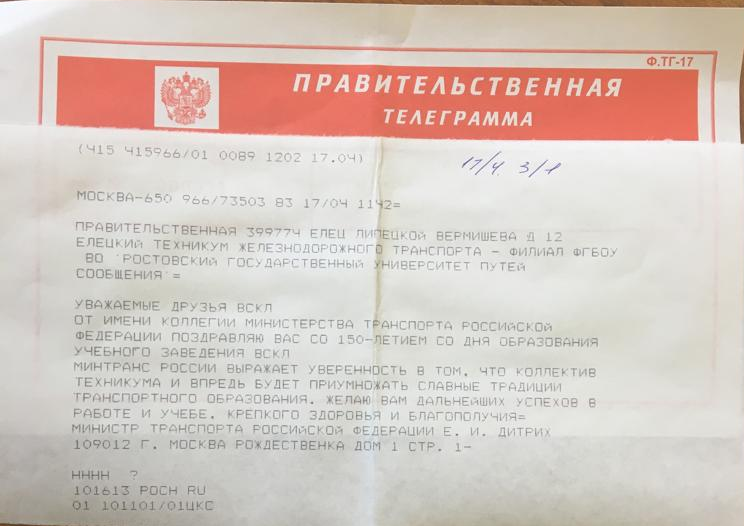 Ф.ТГ-17
ПРАВИТЕЛЬСТВЕННАЯ
ТЕЛЕГРАММА
(415 415966/01 0089 1202 17.04)
17/4. 3/1
МОСКВА-650 966/73503 83 17/04 1142=
ПРАВИТЕЛЬСТВЕННАЯ 399774 ЕЛЕЦ ЛИПЕЦКОЙ ВЕРМИШЕВА Д 12
ЕЛЕЦКИЙ ТЕХНИКУМ ЖЕЛЕЗНОДОРОЖНОГО ТРАНСПОРТА - ФИЛИАЛ ФГБОУ
ВО 'РОСТОВСКИЙ ГОСУДАРСТВЕННЫЙ УНИВЕРСИТЕТ ПУТЕЙ
СООБЩЕНИЯ'=
УВАЖАЕМЫЕ ДРУЗЬЯ ВСКЛ
ОТ ИМЕНИ КОЛЛЕГИИ МИНИСТЕРСТВА ТРАНСПОРТА РОССИЙСКОЙ
ФЕДЕРАЦИИ ПОЗДРАВЛЯЮ ВАС СО 150-ЛЕТИЕМ СО ДНЯ ОБРАЗОВАНИЯ
УЧЕБНОГО ЗАВЕДЕНИЯ ВСКЛ
МИНТРАНС РОССИИ ВЫРАЖАЕТ УВЕРЕННОСТЬ В ТОМ, ЧТО КОЛЛЕКТИВ
ТЕХНИКУМА И ВПРЕДЬ БУДЕТ ПРИУМНОЖАТЬ СЛАВНЫЕ ТРАДИЦИИ
ТРАНСПОРТНОГО ОБРАЗОВАНИЯ. ЖЕЛАЮ ВАМ ДАЛЬНЕЙШИХ УСПЕХОВ В
РАБОТЕ И УЧЕБЕ, КРЕПКОГО ЗДОРОВЬЯ И БЛАГОПОЛУЧИЯ=
МИНИСТР ТРАНСПОРТА РОССИЙСКОЙ ФЕДЕРАЦИИ Е. И. ДИТРИХ
109012 Г. МОСКВА РОЖДЕСТВЕНКА ДОМ 1 СТР. 1-
НННН ?
101613 РОСН RU
01 101101/01ЦКС